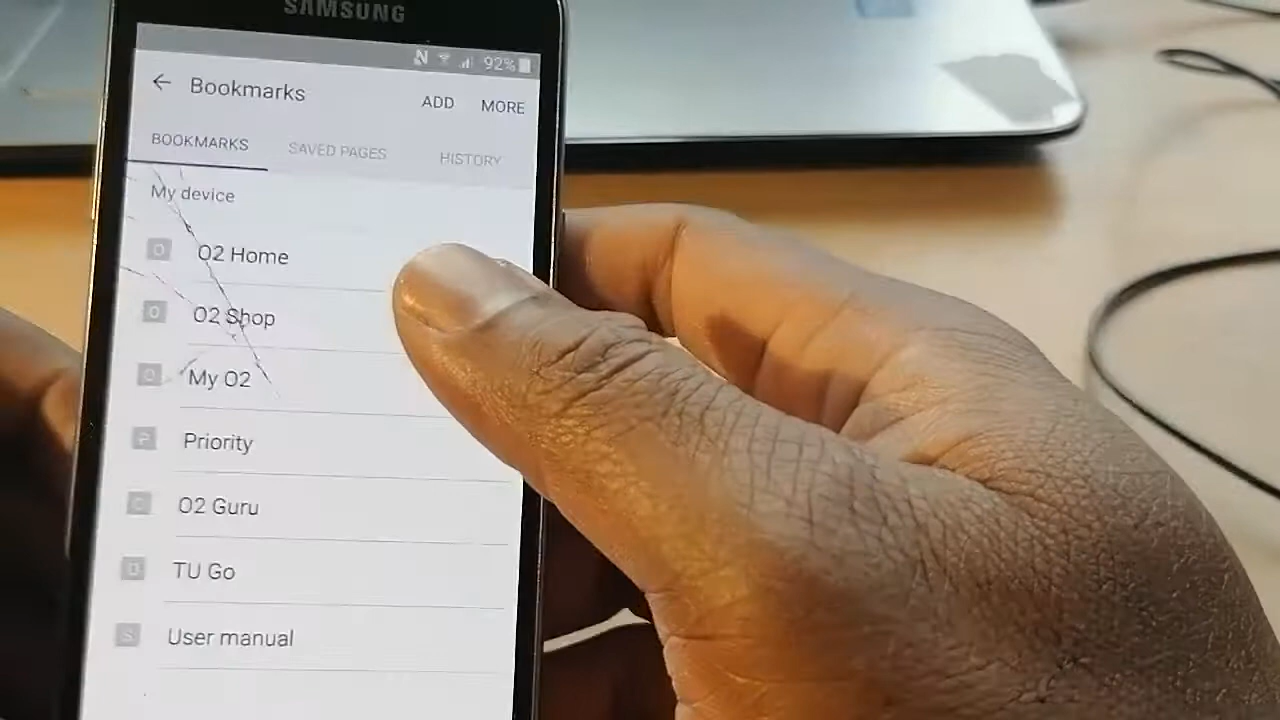 SAMSUNG
92%
Bookmarks
ADD MORE
BOOKMARKS SAVED PAGES HISTORY
My device
O2 Home
O2 Shop
My O2
P Priority
O2 Guru
TU Go
S User manual